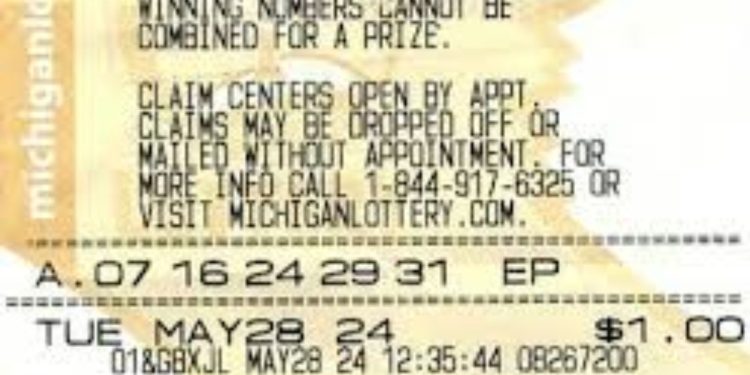 michiganlo
WINNING NUMBERS CANNOT BE
COMBINED FOR A PRIZE.
CLAIM CENTERS OPEN BY APPT.
CLAIMS MAY BE DROPPED OFF OR
MAILED WITHOUT APPOINTMENT. FOR
MORE INFO CALL 1-844-917-6325 OR
VISIT MICHIGANLOTTERY.COM.
A.07 16 24 29 31 EP
TUE MAY28 24 $1.00
01&GBXJL MAY28 24 12:35:44 08267200